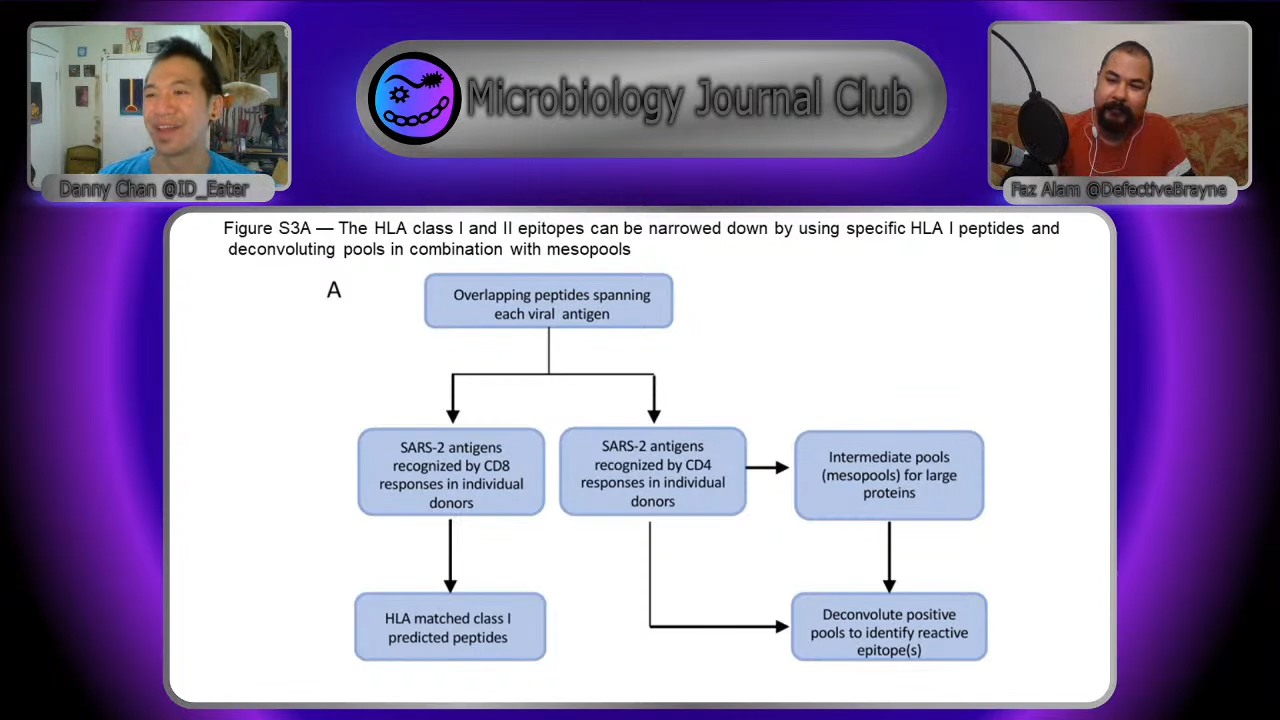 Microbiology Journal Club
Danny Chan @ID_Eater
Faz Alam @DefectiveBrayne
Figure S3A — The HLA class I and II epitopes can be narrowed down by using specific HLA I peptides and
deconvoluting pools in combination with mesopools
A
Overlapping peptides spanning
each viral antigen
SARS-2 antigens
recognized by CD8
responses in individual
donors
SARS-2 antigens
recognized by CD4
responses in individual
donors
Intermediate pools
(mesopools) for large
proteins
HLA matched class I
predicted peptides
Deconvolute positive
pools to identify reactive
epitope(s)